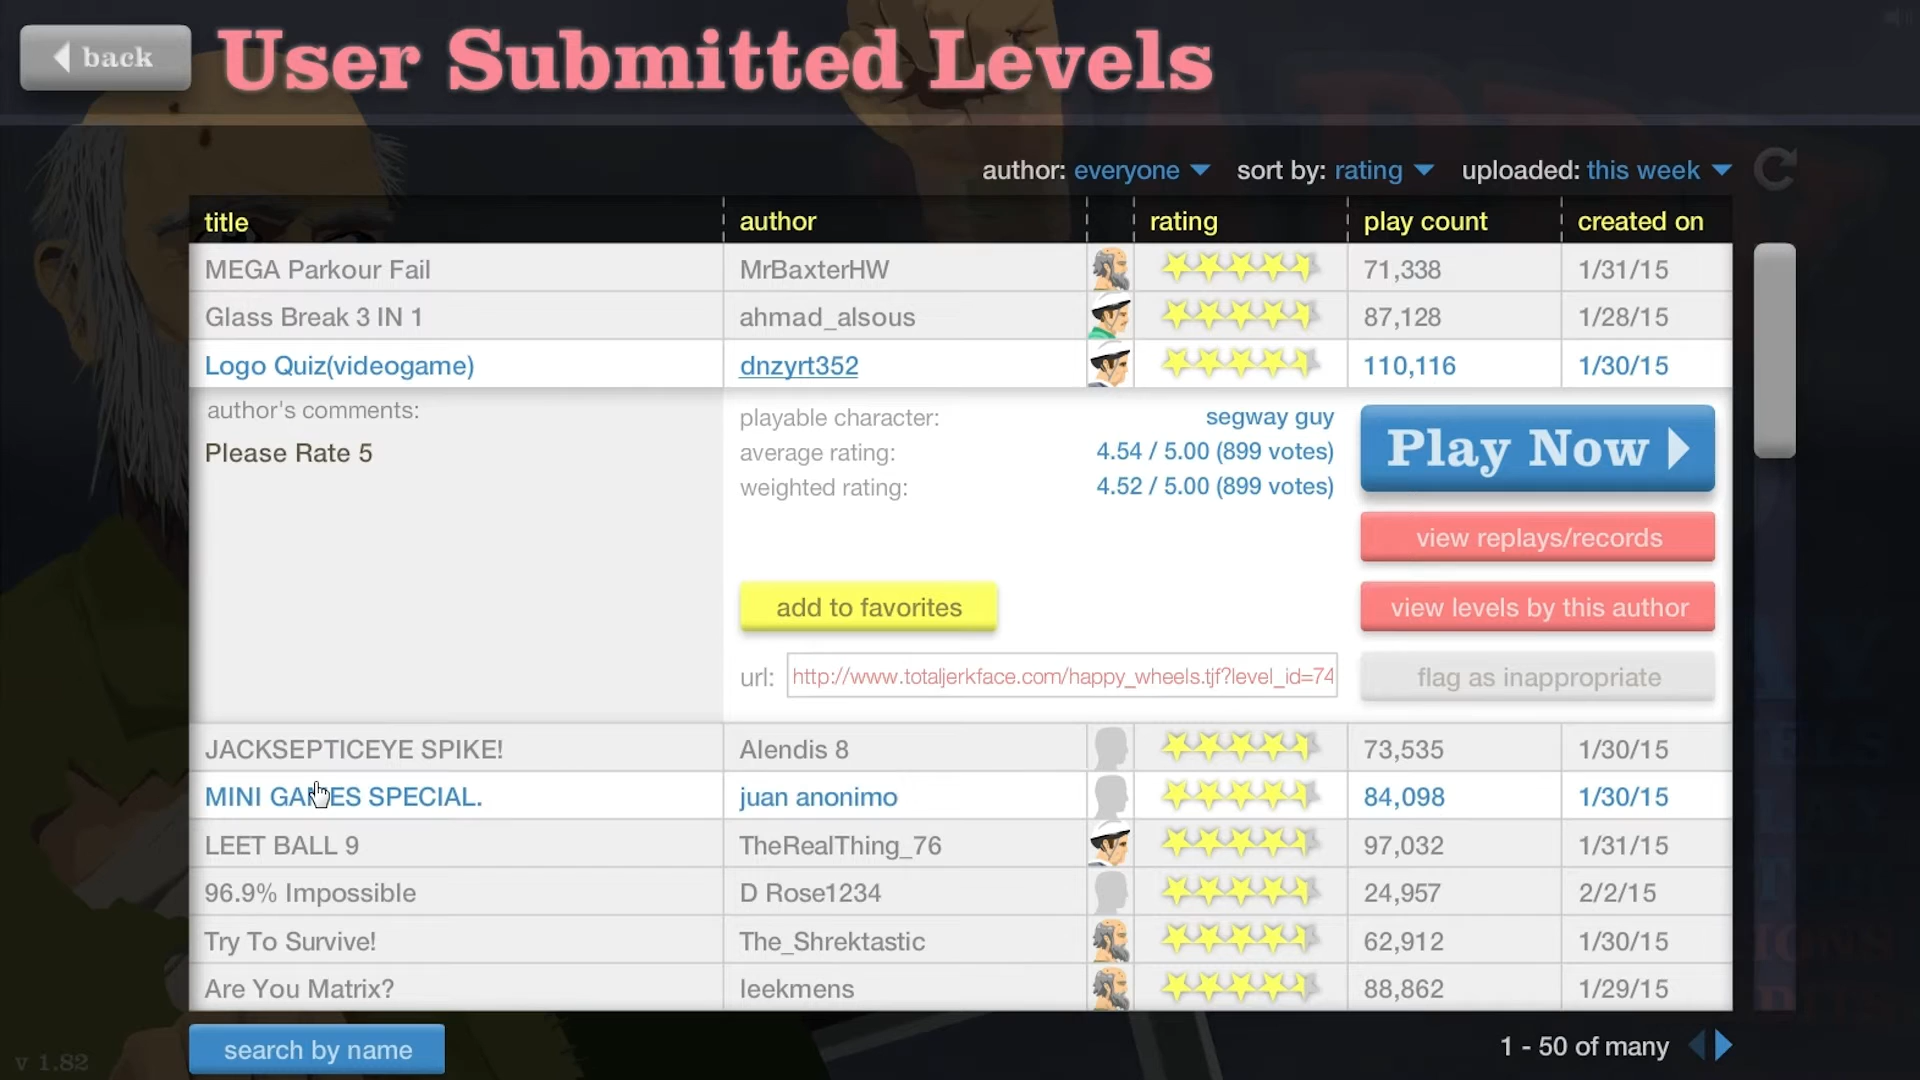 back
User Submitted Levels
author: everyone sort by: rating uploaded: this week
title author rating play count created on
MEGA Parkour Fail MrBaxterHW 71,338 1/31/15
Glass Break 3 IN 1 ahmad_alsous 87,128 1/28/15
Logo Quiz(videogame) dnzyrt352 110,116 1/30/15
author's comments:
Please Rate 5
playable character: segway guy
average rating: 4.54 / 5.00 (899 votes)
weighted rating: 4.52 / 5.00 (899 votes)
Play Now
view replays/records
add to favorites
view levels by this author
url: http://www.totaljerkface.com/happy_wheels.tjf?level_id=74
flag as inappropriate
JACKSEPTICEYE SPIKE! Alendis 8 73,535 1/30/15
MINI GAMES SPECIAL. juan anonimo 84,098 1/30/15
LEET BALL 9 TheRealThing_76 97,032 1/31/15
96.9% Impossible D Rose1234 24,957 2/2/15
Try To Survive! The_Shrektastic 62,912 1/30/15
Are You Matrix? leekmens 88,862 1/29/15
search by name
1 - 50 of many
v 1.82